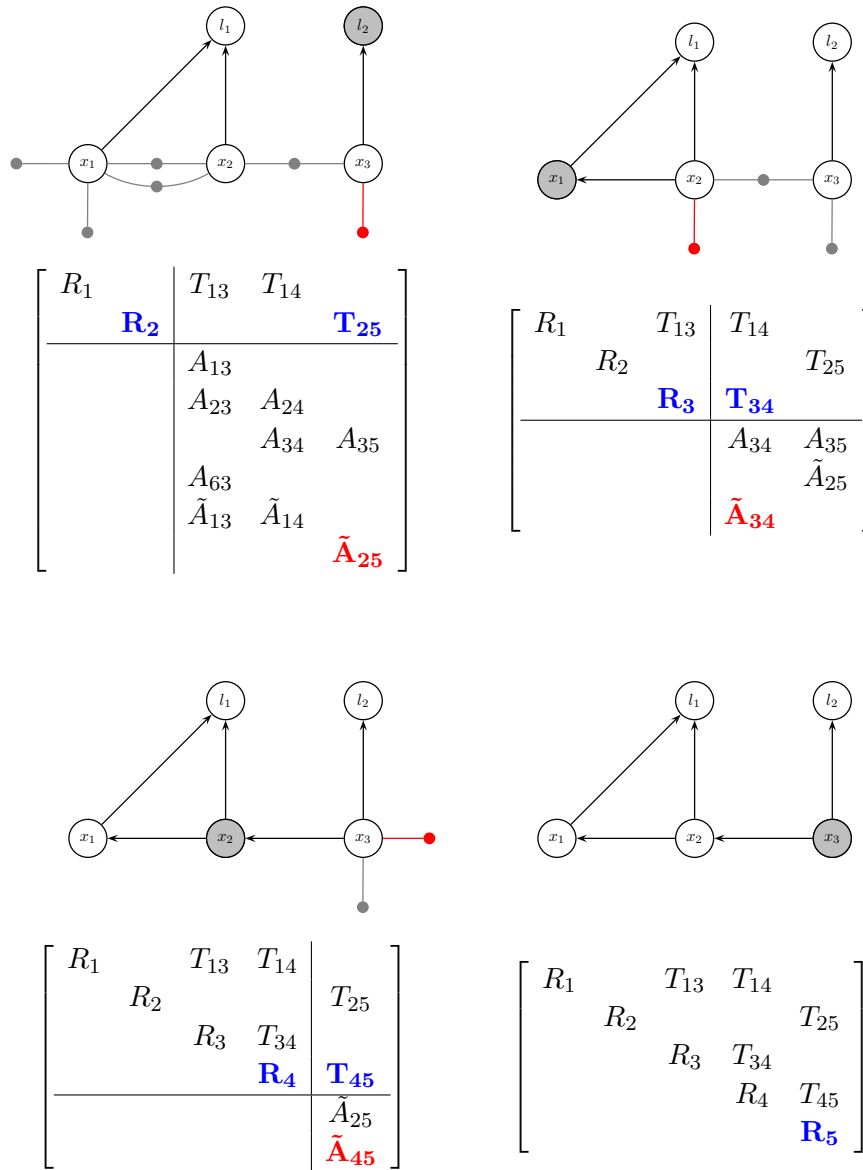 l₁ l₂
x₁ x₂ x₃
R₁ T₁₃ T₁₄
R₂ T₂₅
A₁₃
A₂₃ A₂₄
A₃₄ A₃₅
A₆₃
Ã₁₃ Ã₁₄
Ã₂₅
l₁ l₂
x₁ x₂ x₃
R₁ T₁₃ T₁₄
R₂ T₂₅
R₃ T₃₄
A₃₄ A₃₅
Ã₂₅
Ã₃₄
l₁ l₂
x₁ x₂ x₃
R₁ T₁₃ T₁₄
R₂ T₂₅
R₃ T₃₄
R₄ T₄₅
Ã₂₅
Ã₄₅
l₁ l₂
x₁ x₂ x₃
R₁ T₁₃ T₁₄
R₂ T₂₅
R₃ T₃₄
R₄ T₄₅
R₅